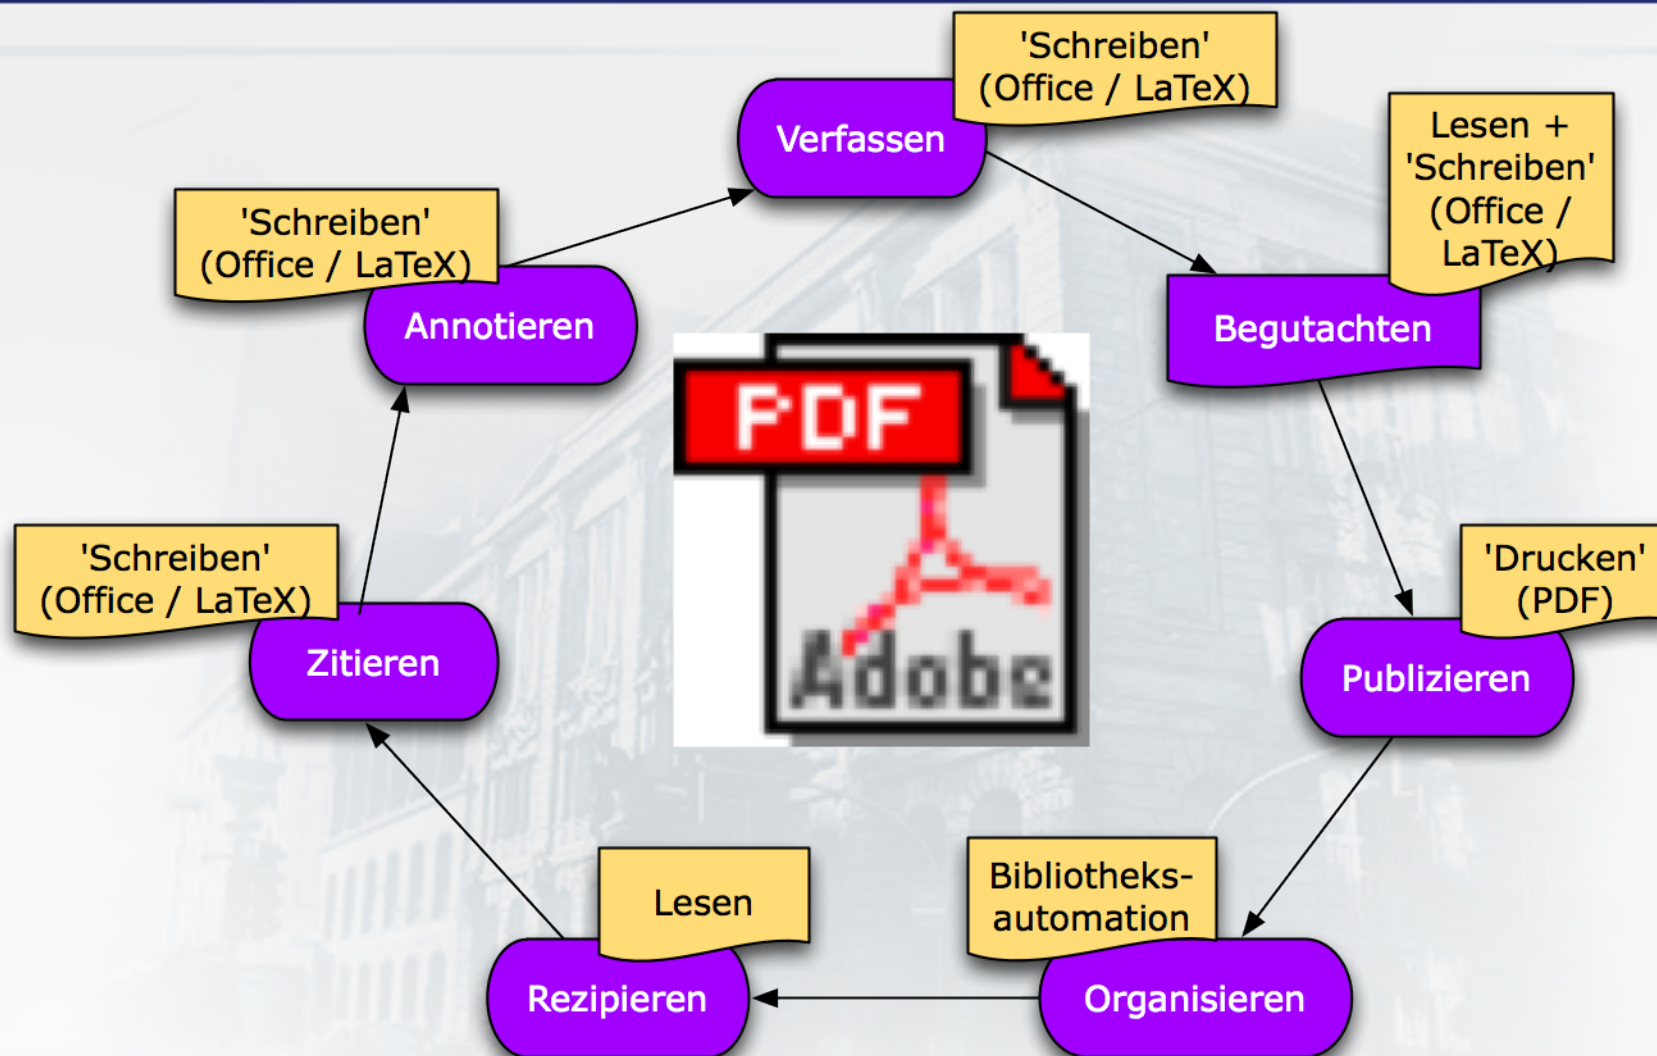 'Schreiben'
(Office / LaTeX)
Verfassen
Lesen +
'Schreiben'
(Office /
LaTeX)
Begutachten
'Drucken'
(PDF)
Publizieren
Bibliotheks-
automation
Organisieren
Lesen
Rezipieren
'Schreiben'
(Office / LaTeX)
Zitieren
'Schreiben'
(Office / LaTeX)
Annotieren
PDF
Adobe